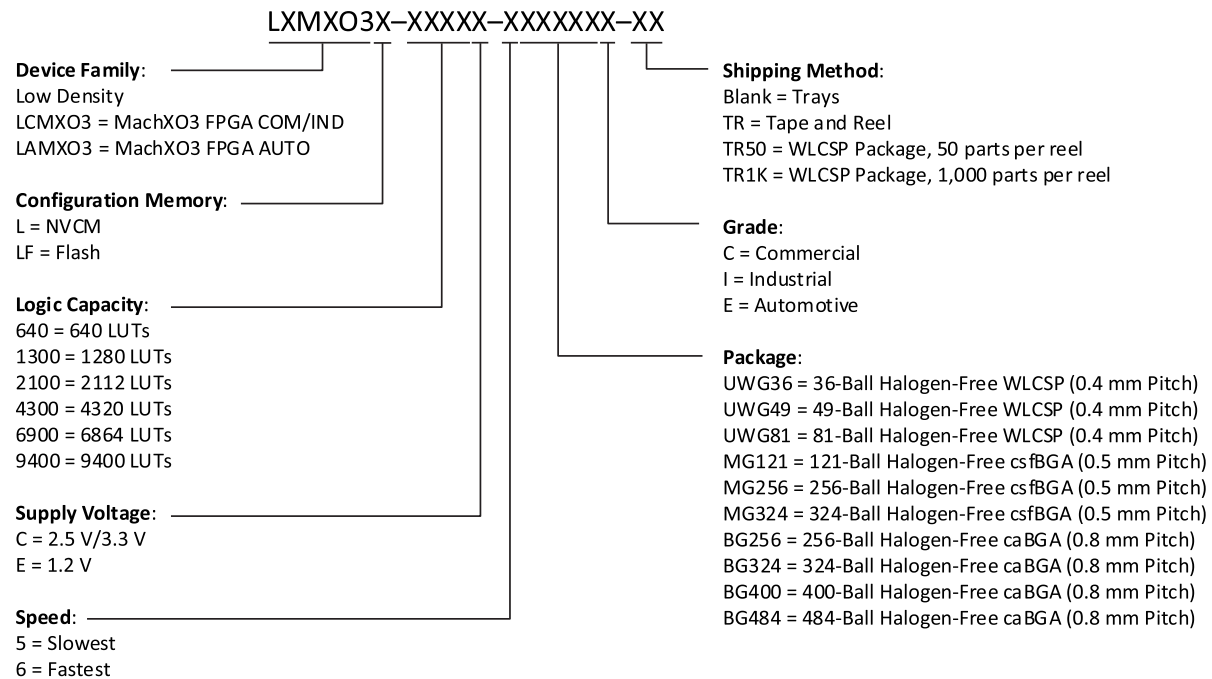 LXMXO3X–XXXXX–XXXXXXX–XX
Device Family:
Low Density
LCMXO3 = MachXO3 FPGA COM/IND
LAMXO3 = MachXO3 FPGA AUTO
Configuration Memory:
L = NVCM
LF = Flash
Logic Capacity:
640 = 640 LUTs
1300 = 1280 LUTs
2100 = 2112 LUTs
4300 = 4320 LUTs
6900 = 6864 LUTs
9400 = 9400 LUTs
Supply Voltage:
C = 2.5 V/3.3 V
E = 1.2 V
Speed:
5 = Slowest
6 = Fastest
Shipping Method:
Blank = Trays
TR = Tape and Reel
TR50 = WLCSP Package, 50 parts per reel
TR1K = WLCSP Package, 1,000 parts per reel
Grade:
C = Commercial
I = Industrial
E = Automotive
Package:
UWG36 = 36-Ball Halogen-Free WLCSP (0.4 mm Pitch)
UWG49 = 49-Ball Halogen-Free WLCSP (0.4 mm Pitch)
UWG81 = 81-Ball Halogen-Free WLCSP (0.4 mm Pitch)
MG121 = 121-Ball Halogen-Free csfBGA (0.5 mm Pitch)
MG256 = 256-Ball Halogen-Free csfBGA (0.5 mm Pitch)
MG324 = 324-Ball Halogen-Free csfBGA (0.5 mm Pitch)
BG256 = 256-Ball Halogen-Free caBGA (0.8 mm Pitch)
BG324 = 324-Ball Halogen-Free caBGA (0.8 mm Pitch)
BG400 = 400-Ball Halogen-Free caBGA (0.8 mm Pitch)
BG484 = 484-Ball Halogen-Free caBGA (0.8 mm Pitch)